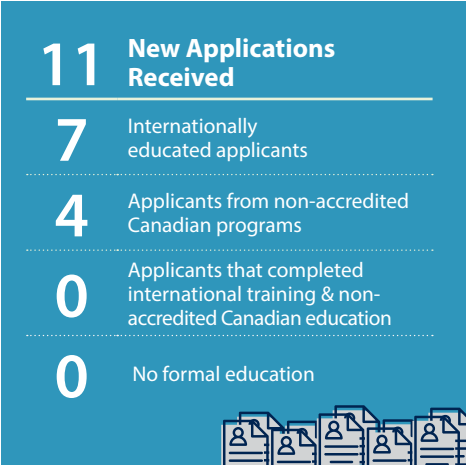 11 New Applications
Received
7 Internationally
educated applicants
4 Applicants from non-accredited
Canadian programs
0 Applicants that completed
international training & non-
accredited Canadian education
0 No formal education